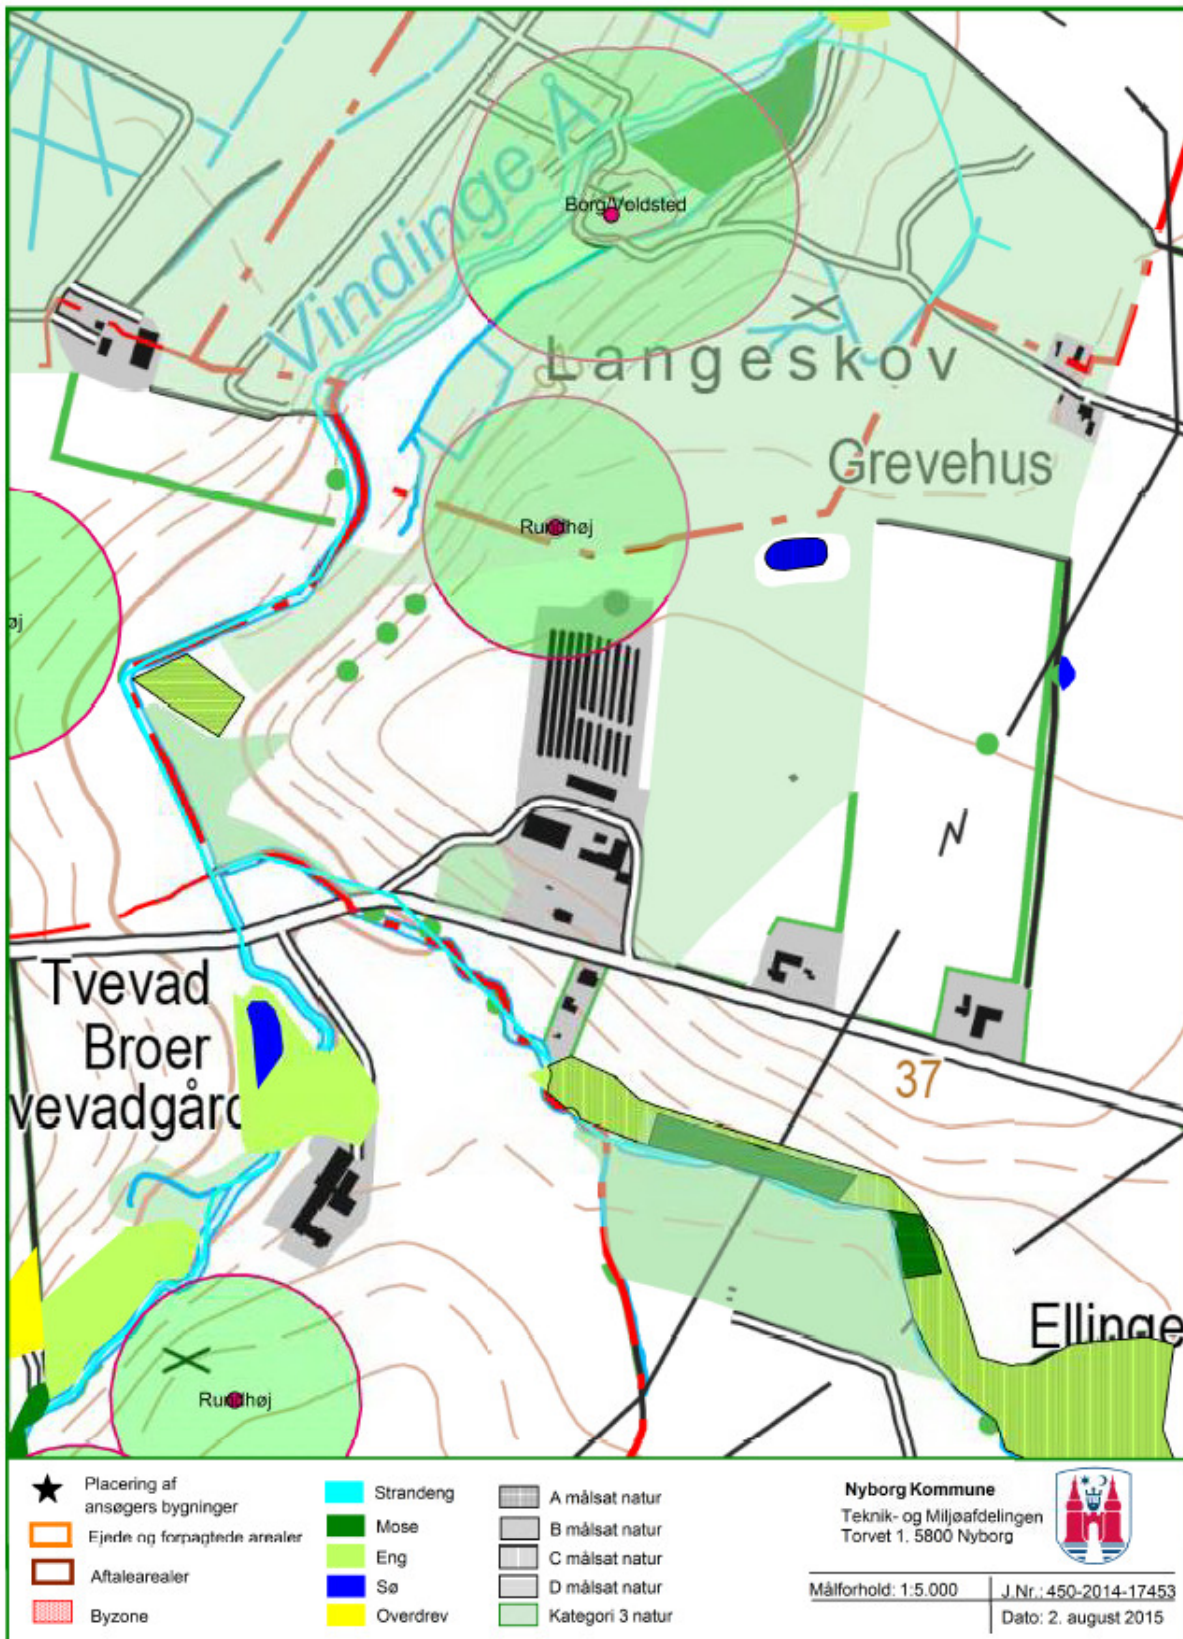 Vindinge Å
Borg/Voldsted
Langeskov
Grevehus
Rundhøj
øj
Tvevad
Broer
vevadgård
37
Ellinge
Rundhøj
Placering af
ansøgers bygninger
Ejede og forpagtede arealer
Aftalearealer
Byzone
Strandeng
Mose
Eng
Sø
Overdrev
A målsat natur
B målsat natur
C målsat natur
D målsat natur
Kategori 3 natur
Nyborg Kommune
Teknik- og Miljøafdelingen
Torvet 1. 5800 Nyborg
Målforhold: 1:5.000
J.Nr.: 450-2014-17453
Dato: 2. august 2015